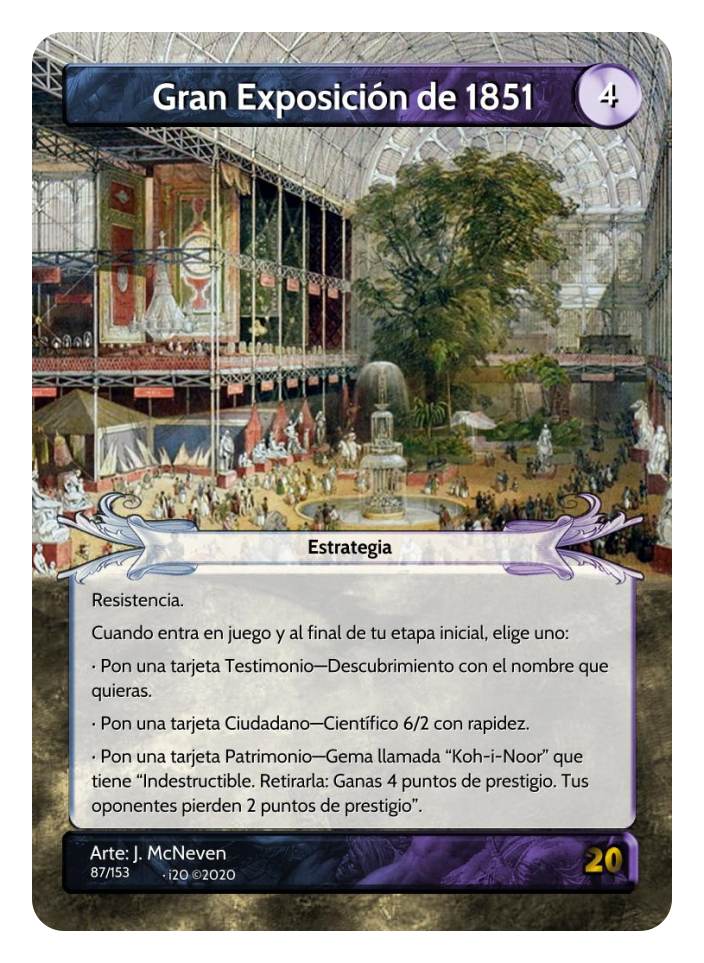 Gran Exposición de 1851
4
Estrategia
Resistencia.
Cuando entra en juego y al final de tu etapa inicial, elige uno:
· Pon una tarjeta Testimonio—Descubrimiento con el nombre que
quieras.
· Pon una tarjeta Ciudadano—Científico 6/2 con rapidez.
· Pon una tarjeta Patrimonio—Gema llamada “Koh-i-Noor” que
tiene “Indestructible. Retirarla: Ganas 4 puntos de prestigio. Tus
oponentes pierden 2 puntos de prestigio”.
Arte: J. McNeven
87/153 · i20 ©2020
20